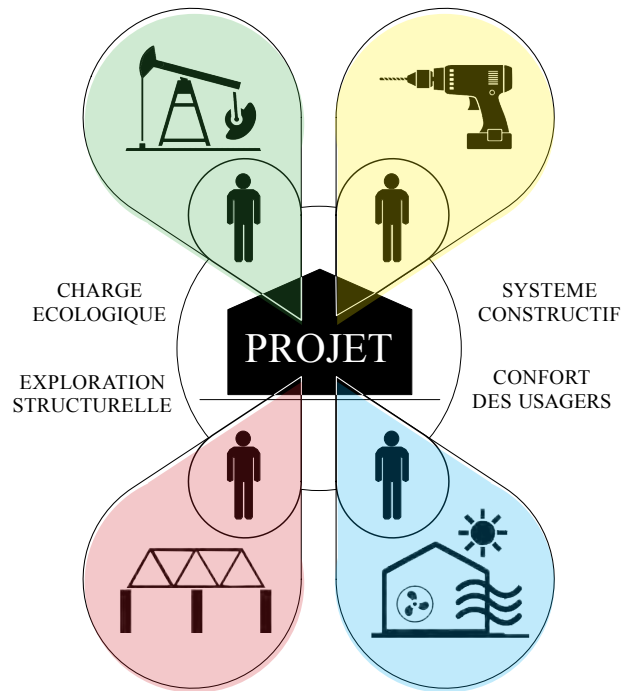 CHARGE
ECOLOGIQUE
SYSTEME
CONSTRUCTIF
PROJET
EXPLORATION
STRUCTURELLE
CONFORT
DES USAGERS